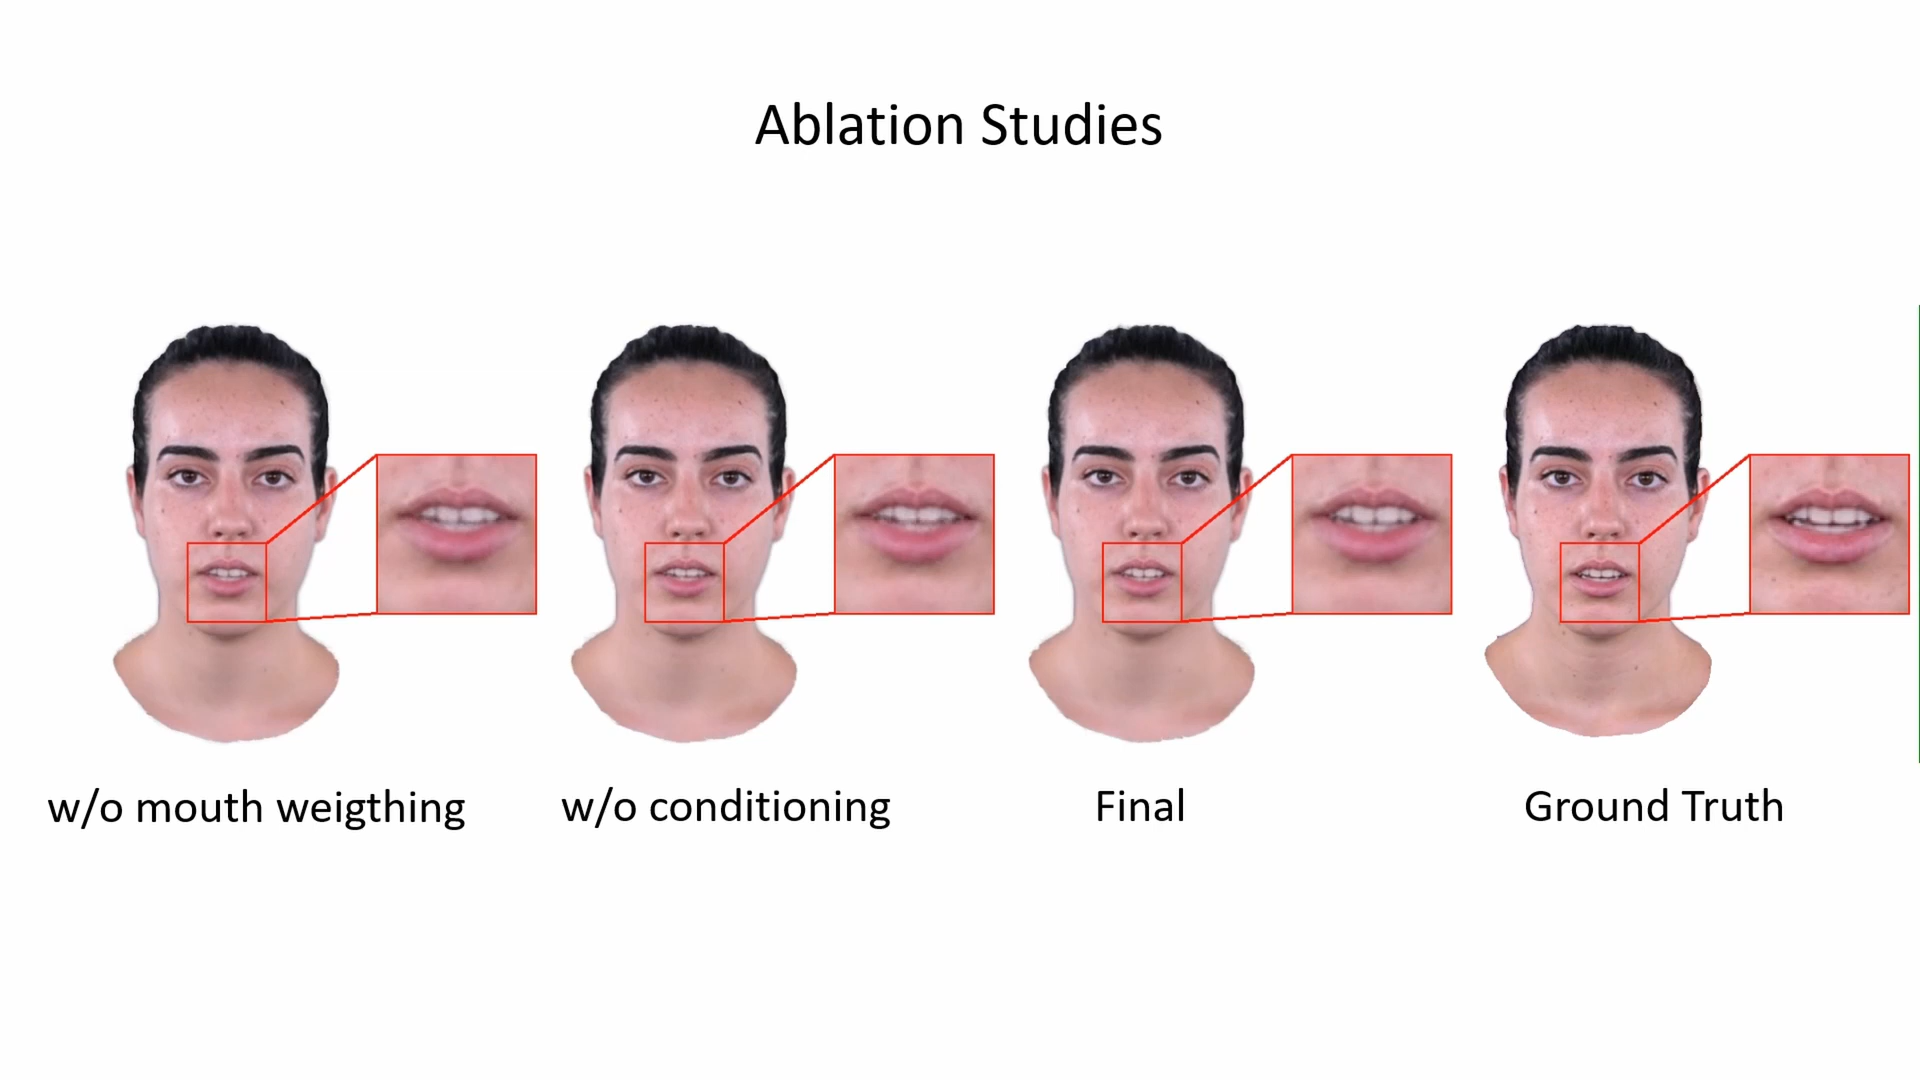 Ablation Studies
w/o mouth weigthing
w/o conditioning
Final
Ground Truth